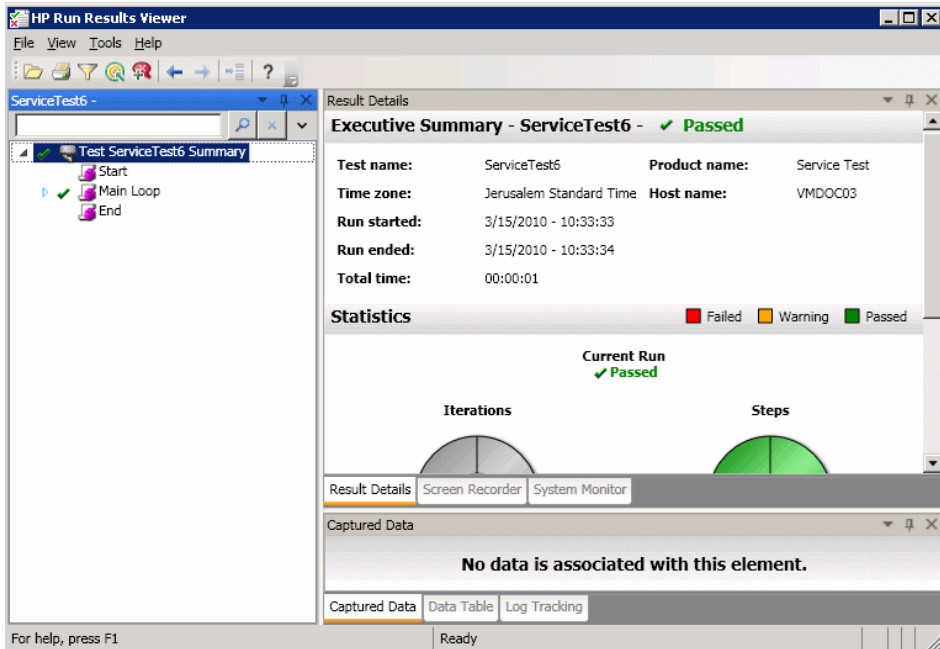 HP Run Results Viewer
File View Tools Help
ServiceTest6 -
Test ServiceTest6 Summary
Start
Main Loop
End
Result Details
Executive Summary - ServiceTest6 - Passed
Test name: ServiceTest6 Product name: Service Test
Time zone: Jerusalem Standard Time Host name: VMDOC03
Run started: 3/15/2010 - 10:33:33
Run ended: 3/15/2010 - 10:33:34
Total time: 00:00:01
Statistics Failed Warning Passed
Current Run
Passed
Iterations Steps
Result Details Screen Recorder System Monitor
Captured Data
No data is associated with this element.
Captured Data Data Table Log Tracking
For help, press F1 Ready